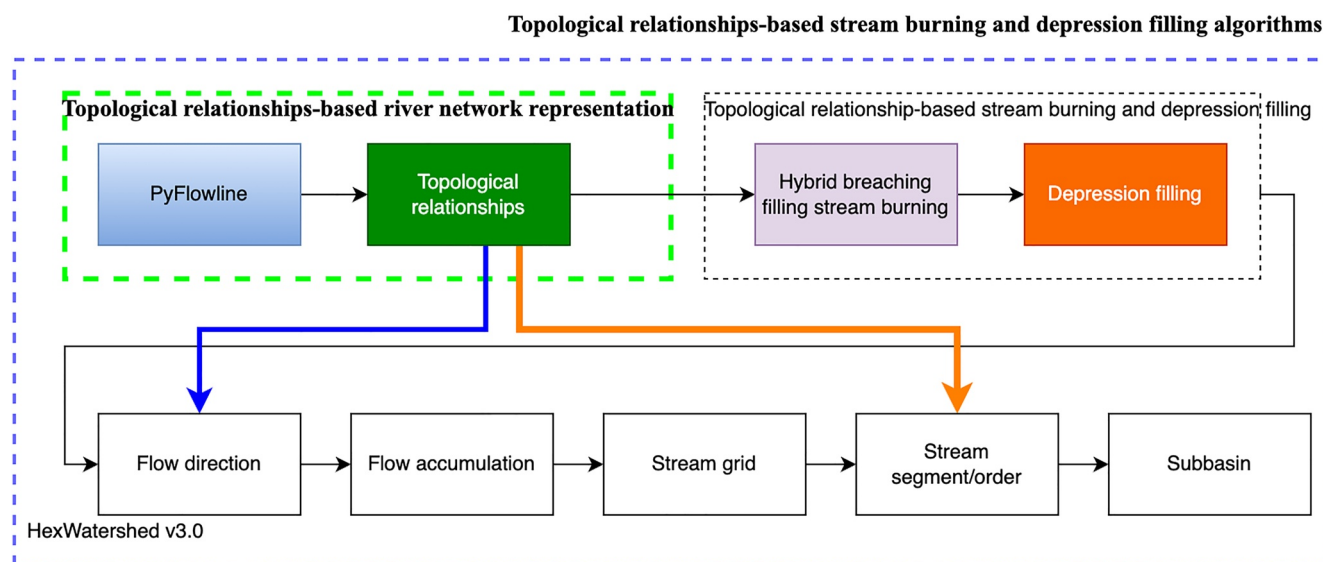 Topological relationships-based stream burning and depression filling algorithms
Topological relationships-based river network representation
Topological relationship-based stream burning and depression filling
PyFlowline
Topological
relationships
Hybrid breaching
filling stream burning
Depression filling
Flow direction
Flow accumulation
Stream grid
Stream
segment/order
Subbasin
HexWatershed v3.0